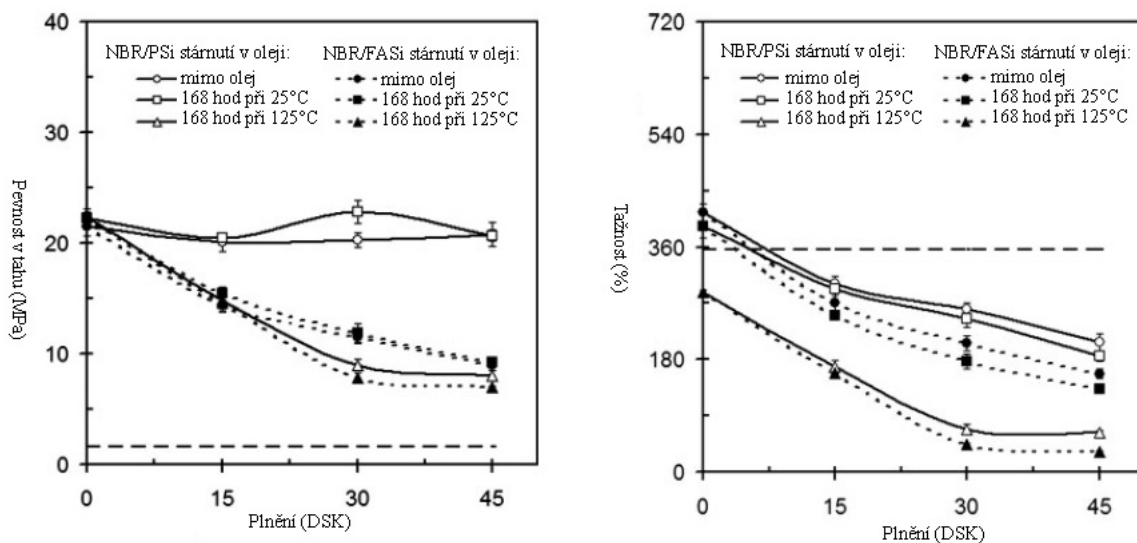 40
30
20
10
0
Pevnost v tahu (MPa)
NBR/PSi stárnutí v oleji:
mimo olej
168 hod při 25°C
168 hod při 125°C
NBR/FASi stárnutí v oleji:
mimo olej
168 hod při 25°C
168 hod při 125°C
0 15 30 45
Plnění (DSK)
720
540
360
180
0
Tažnost (%)
NBR/PSi stárnutí v oleji:
mimo olej
168 hod při 25°C
168 hod při 125°C
NBR/FASi stárnutí v oleji:
mimo olej
168 hod při 25°C
168 hod při 125°C
0 15 30 45
Plnění (DSK)